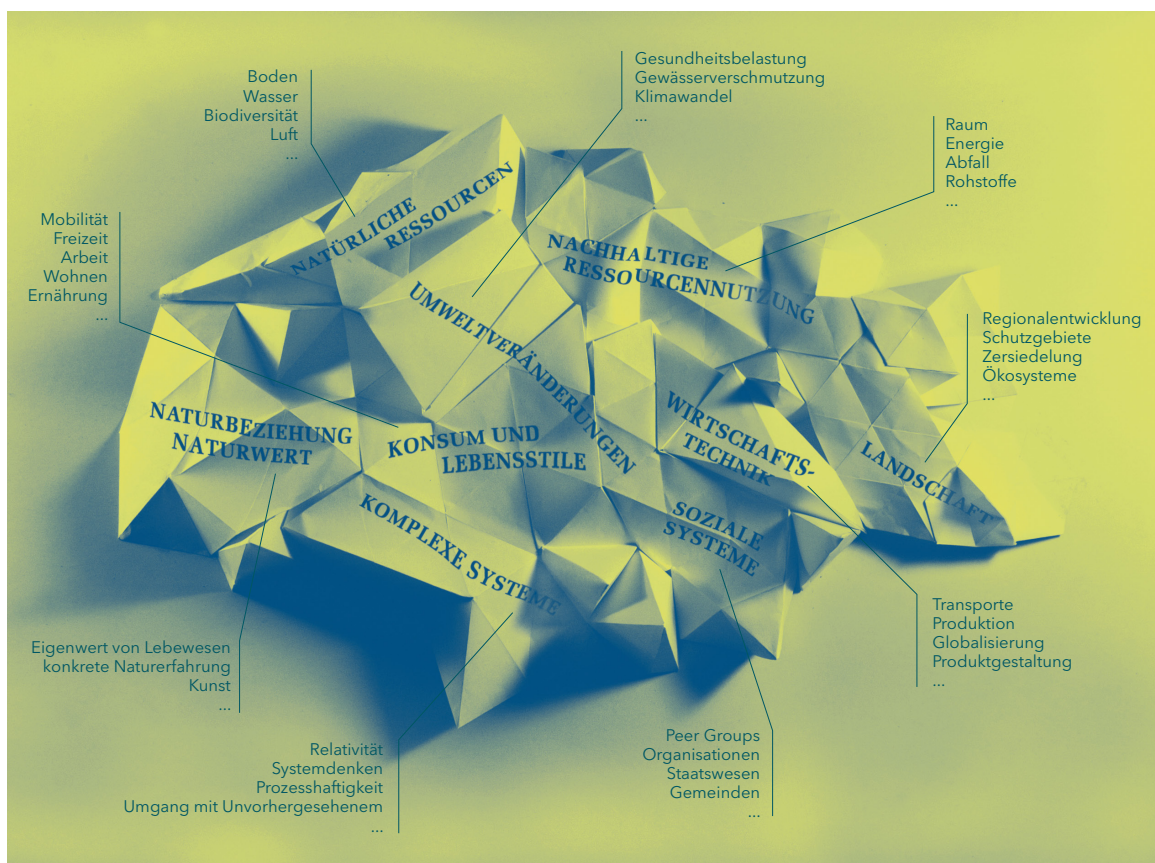 Boden
Wasser
Biodiversität
Luft
...
Gesundheitsbelastung
Gewässerverschmutzung
Klimawandel
...
Raum
Energie
Abfall
Rohstoffe
...
Mobilität
Freizeit
Arbeit
Wohnen
Ernährung
...
NATÜRLICHE
RESSOURCEN
NACHHALTIGE
RESSOURCENNUTZUNG
UMWELTVERÄNDERUNGEN
Regionalentwicklung
Schutzgebiete
Zersiedelung
Ökosysteme
...
NATURBEZIEHUNG
NATURWERT
KONSUM UND
LEBENSSTILE
WIRTSCHAFTS-
TECHNIK
LANDSCHAFT
KOMPLEXE SYSTEME
SOZIALE
SYSTEME
Eigenwert von Lebewesen
konkrete Naturerfahrung
Kunst
...
Transporte
Produktion
Globalisierung
Produktgestaltung
...
Relativität
Systemdenken
Prozesshaftigkeit
Umgang mit Unvorhergesehenem
...
Peer Groups
Organisationen
Staatswesen
Gemeinden
...